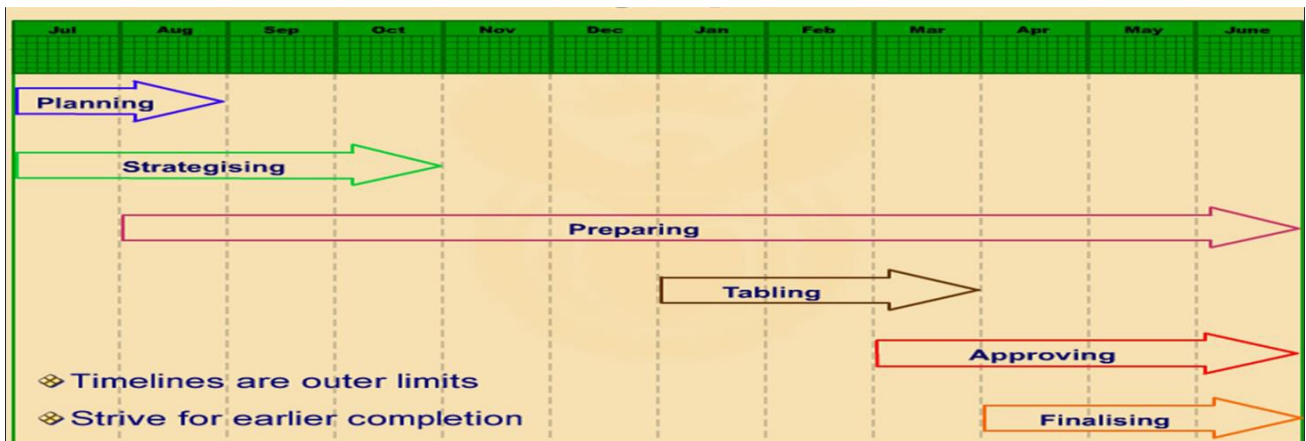 Jul Aug Sep Oct Nov Dec Jan Feb Mar Apr May June
Planning
Strategising
Preparing
Tabling
Approving
Timelines are outer limits
Strive for earlier completion
Finalising